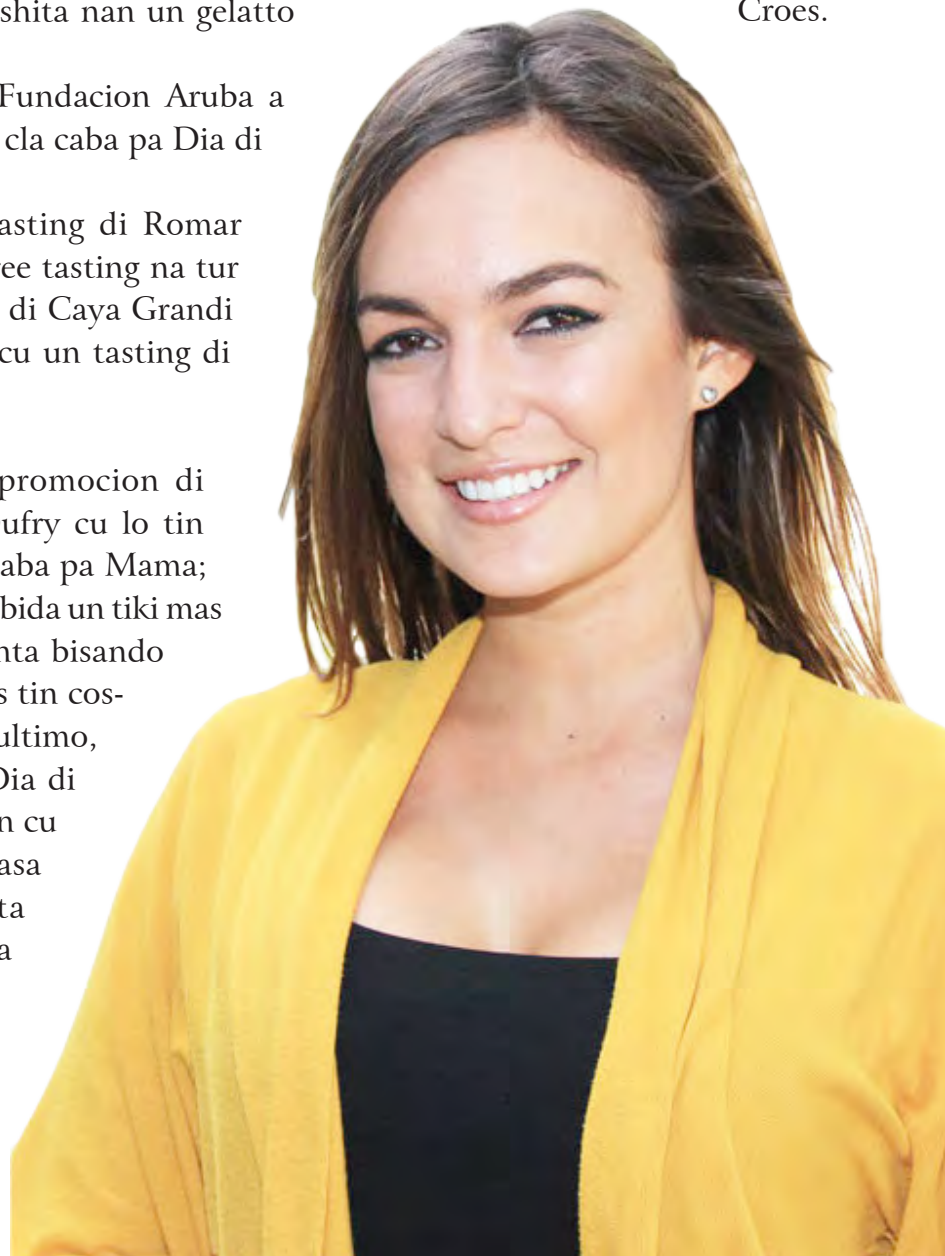 shita nan un gelatto
Fundacion Aruba a
cla caba pa Dia di
asting di Romar
ee tasting na tur
di Caya Grandi
cu un tasting di
promocion di
ufry cu lo tin
aba pa Mama;
bida un tiki mas
nta bisando
s tin cos-
ultimo,
Dia di
n cu
asa
ta
a
Croes.